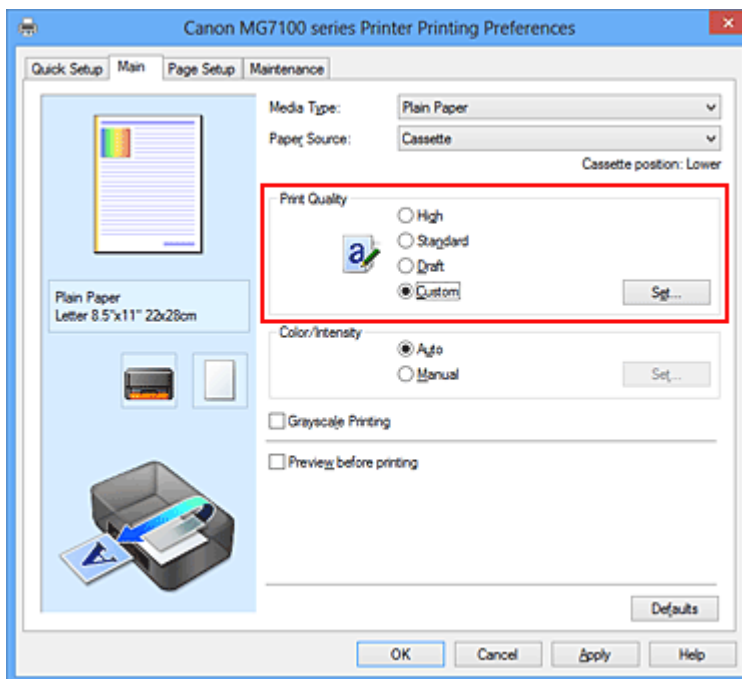 Canon MG7100 series Printer Printing Preferences
Quick Setup Main Page Setup Maintenance
Media Type: Plain Paper
Paper Source: Cassette
Cassette position: Lower
Print Quality
High
a
Standard
Draft
Custom Set...
Plain Paper
Letter 8.5"x11" 22x28cm
Color/Intensity
Auto
Manual Set...
Grayscale Printing
Preview before printing
A
Defaults
OK Cancel Apply Help